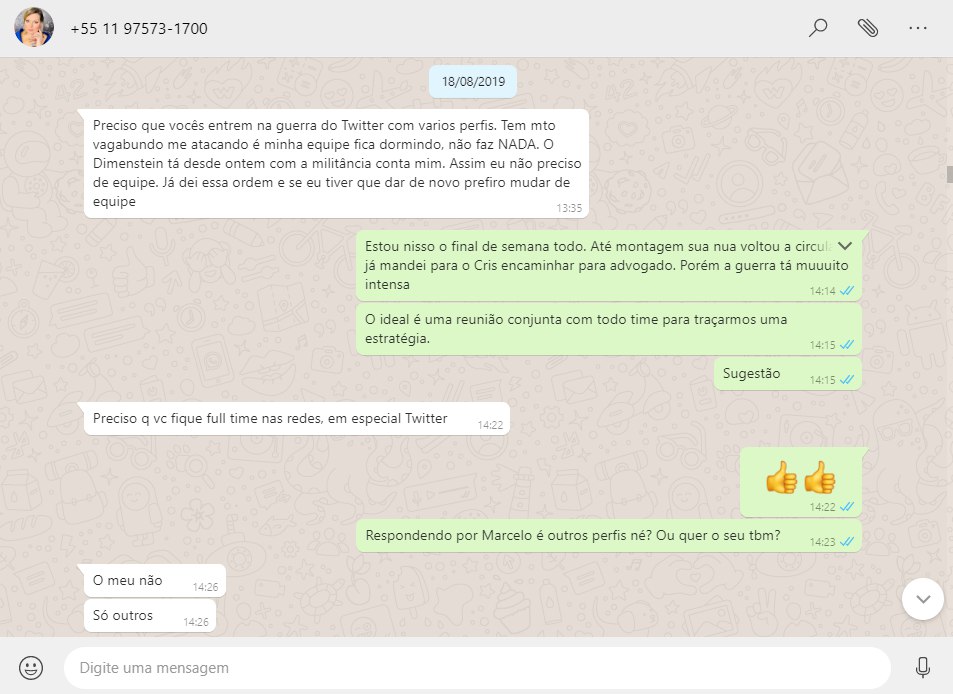 +55 11 97573-1700
18/08/2019
Preciso que vocês entrem na guerra do Twitter com varios perfis. Tem mto
vagabundo me atacando é minha equipe fica dormindo, não faz NADA. O
Dimenstein tá desde ontem com a militância conta mim. Assim eu não preciso
de equipe. Já dei essa ordem e se eu tiver que dar de novo prefiro mudar de
equipe
13:35
Estou nisso o final de semana todo. Até montagem sua nua voltou a circula
já mandei para o Cris encaminhar para advogado. Porém a guerra tá muuuito
intensa
14:14
O ideal é uma reunião conjunta com todo time para traçarmos uma
estratégia.
14:15
Sugestão
14:15
Preciso q vc fique full time nas redes, em especial Twitter
14:22
👍👍
14:22
Respondendo por Marcelo é outros perfis né? Ou quer o seu tbm?
14:23
O meu não
14:26
Só outros
14:26
Digite uma mensagem